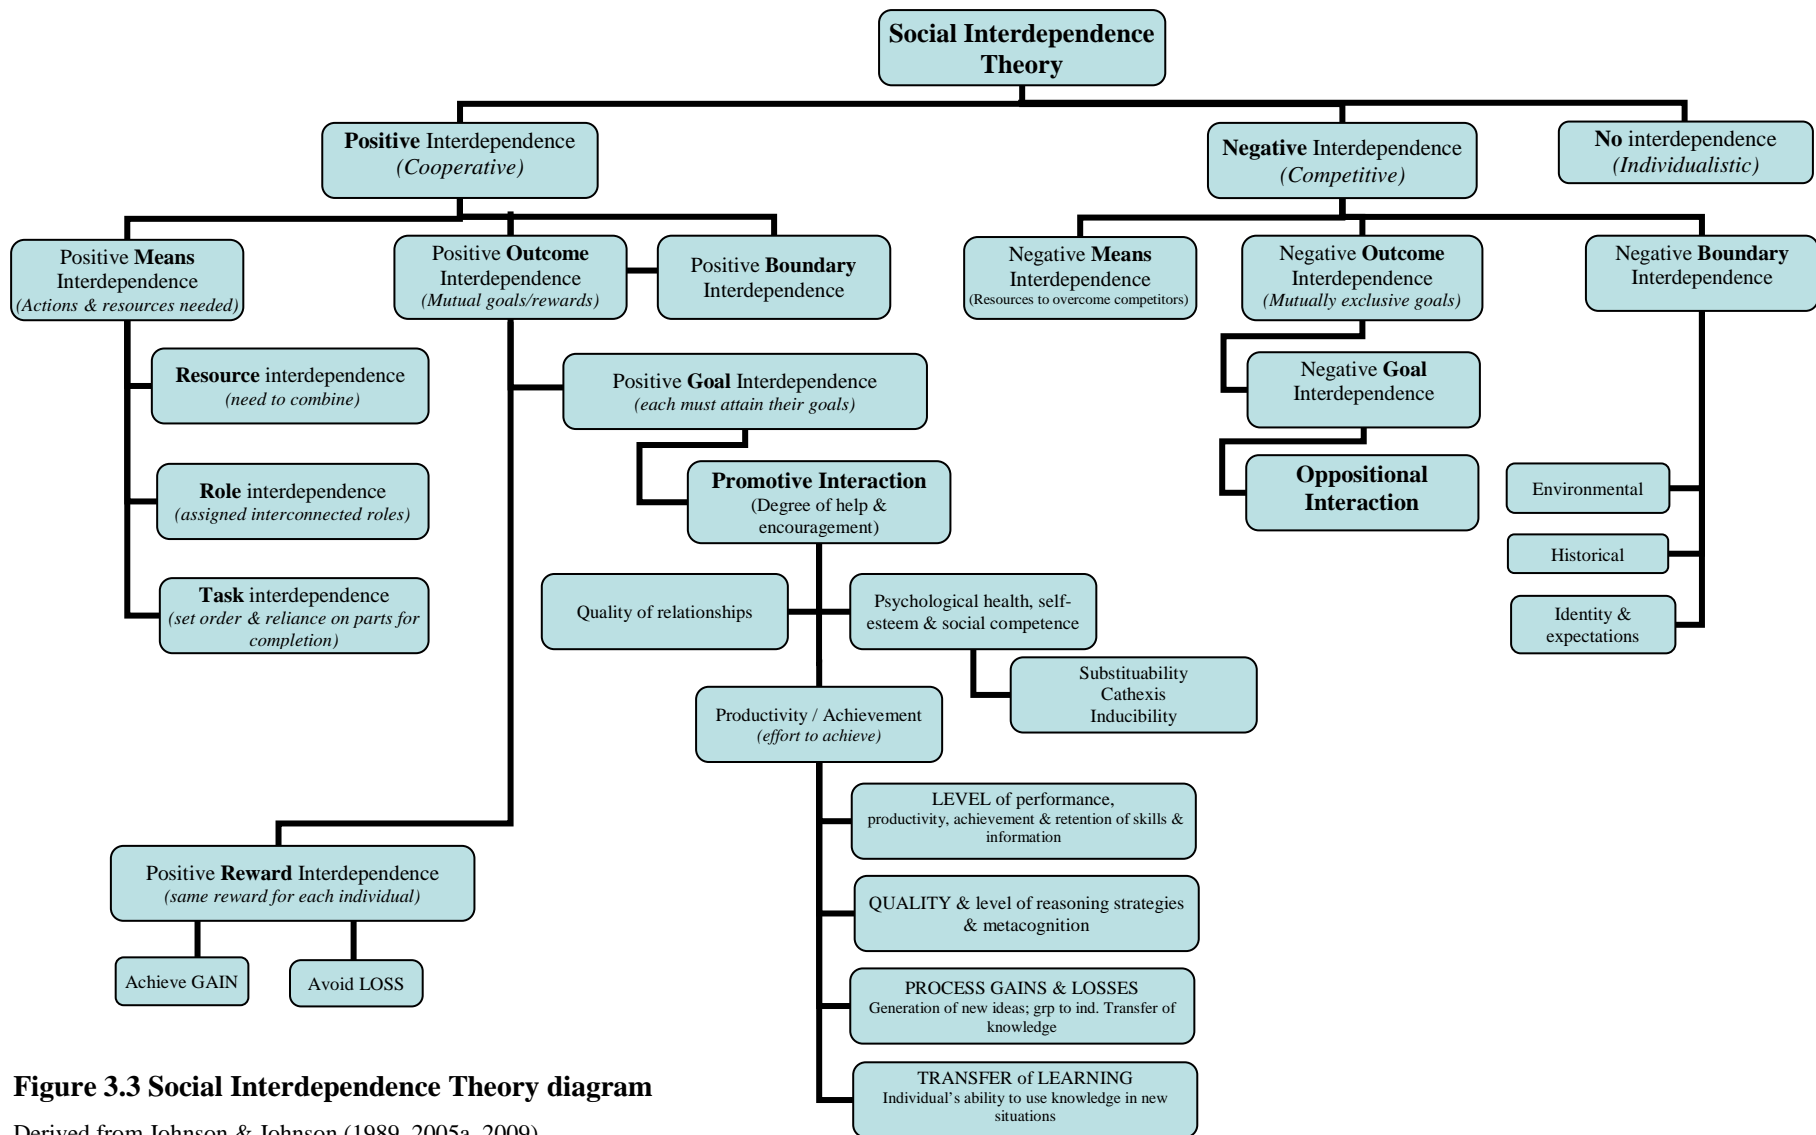 Social Interdependence
Theory
Positive Interdependence
(Cooperative)
Negative Interdependence
(Competitive)
No interdependence
(Individualistic)
Positive Means
Interdependence
(Actions & resources needed)
Positive Outcome
Interdependence
(Mutual goals/rewards)
Positive Boundary
Interdependence
Negative Means
Interdependence
(Resources to overcome competitors)
Negative Outcome
Interdependence
(Mutually exclusive goals)
Negative Boundary
Interdependence
Resource interdependence
(need to combine)
Positive Goal Interdependence
(each must attain their goals)
Negative Goal
Interdependence
Role interdependence
(assigned interconnected roles)
Promotive Interaction
(Degree of help &
encouragement)
Oppositional
Interaction
Environmental
Historical
Identity &
expectations
Task interdependence
(set order & reliance on parts for
completion)
Quality of relationships
Psychological health, self-
esteem & social competence
Substituability
Cathexis
Inducibility
Productivity / Achievement
(effort to achieve)
LEVEL of performance,
productivity, achievement & retention of skills &
information
Positive Reward Interdependence
(same reward for each individual)
QUALITY & level of reasoning strategies
& metacognition
Achieve GAIN
Avoid LOSS
PROCESS GAINS & LOSSES
Generation of new ideas; grp to ind. Transfer of
knowledge
TRANSFER of LEARNING
Individual's ability to use knowledge in new
situations
Figure 3.3 Social Interdependence Theory diagram
Derived from Johnson & Johnson (1989, 2005a, 2009)